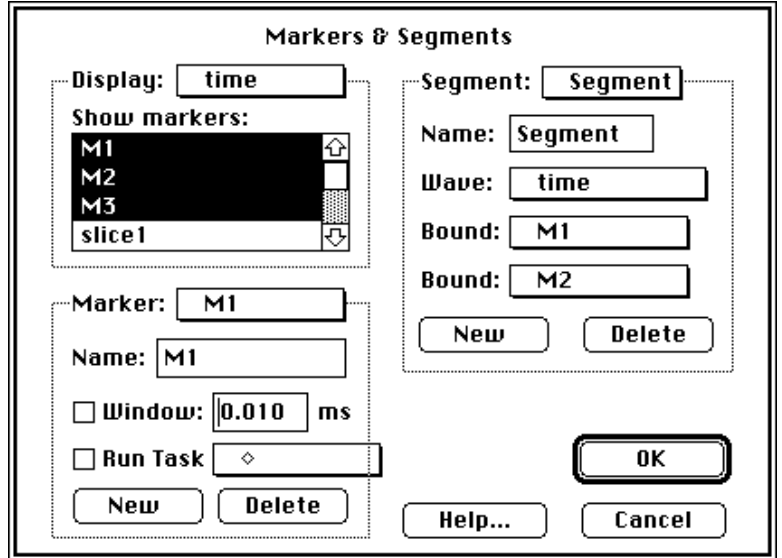 Markers & Segments
Display: time
Show markers:
M1
M2
M3
slice1
Marker: M1
Name: M1
Window: 0.010 ms
Run Task
New Delete
Segment: Segment
Name: Segment
Wave: time
Bound: M1
Bound: M2
New Delete
OK
Help... Cancel